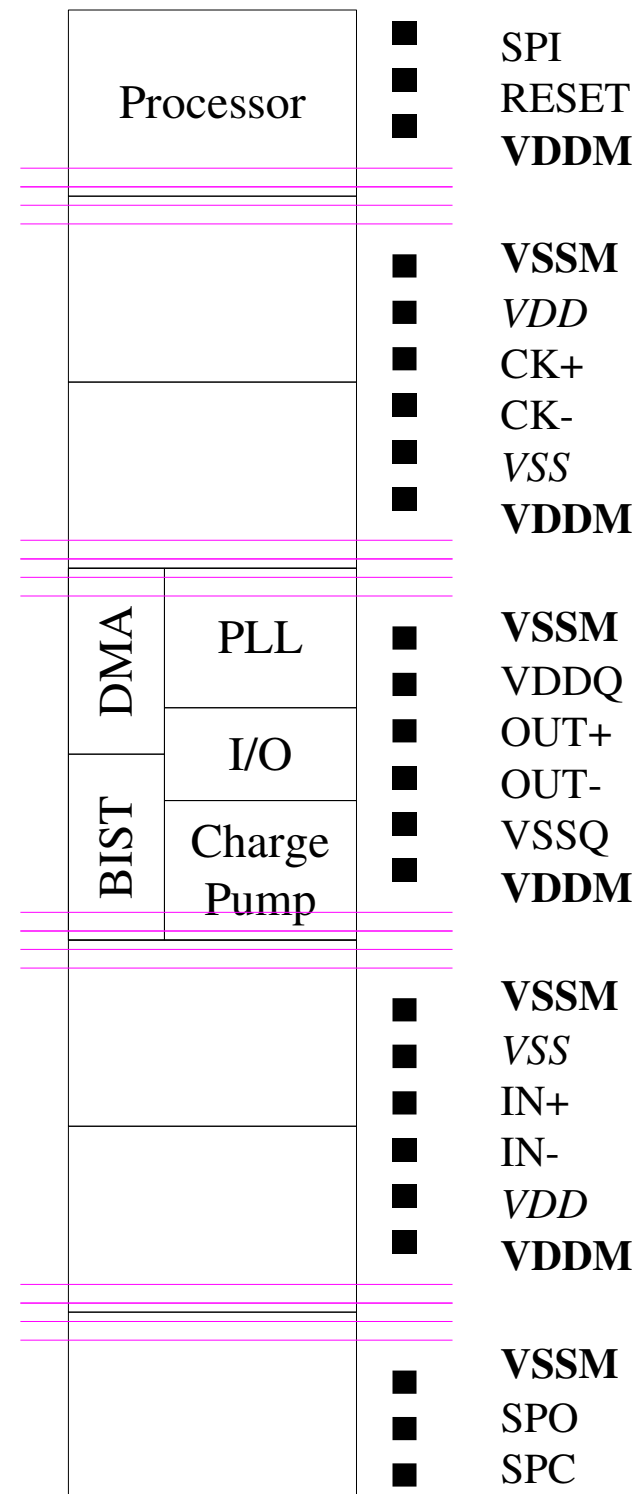 Processor
SPI
RESET
VDDM
VSSM
VDD
CK+
CK-
VSS
VDDM
DMA
PLL
I/O
BIST
Charge
Pump
VSSM
VDDQ
OUT+
OUT-
VSSQ
VDDM
VSSM
VSS
IN+
IN-
VDD
VDDM
VSSM
SPO
SPC